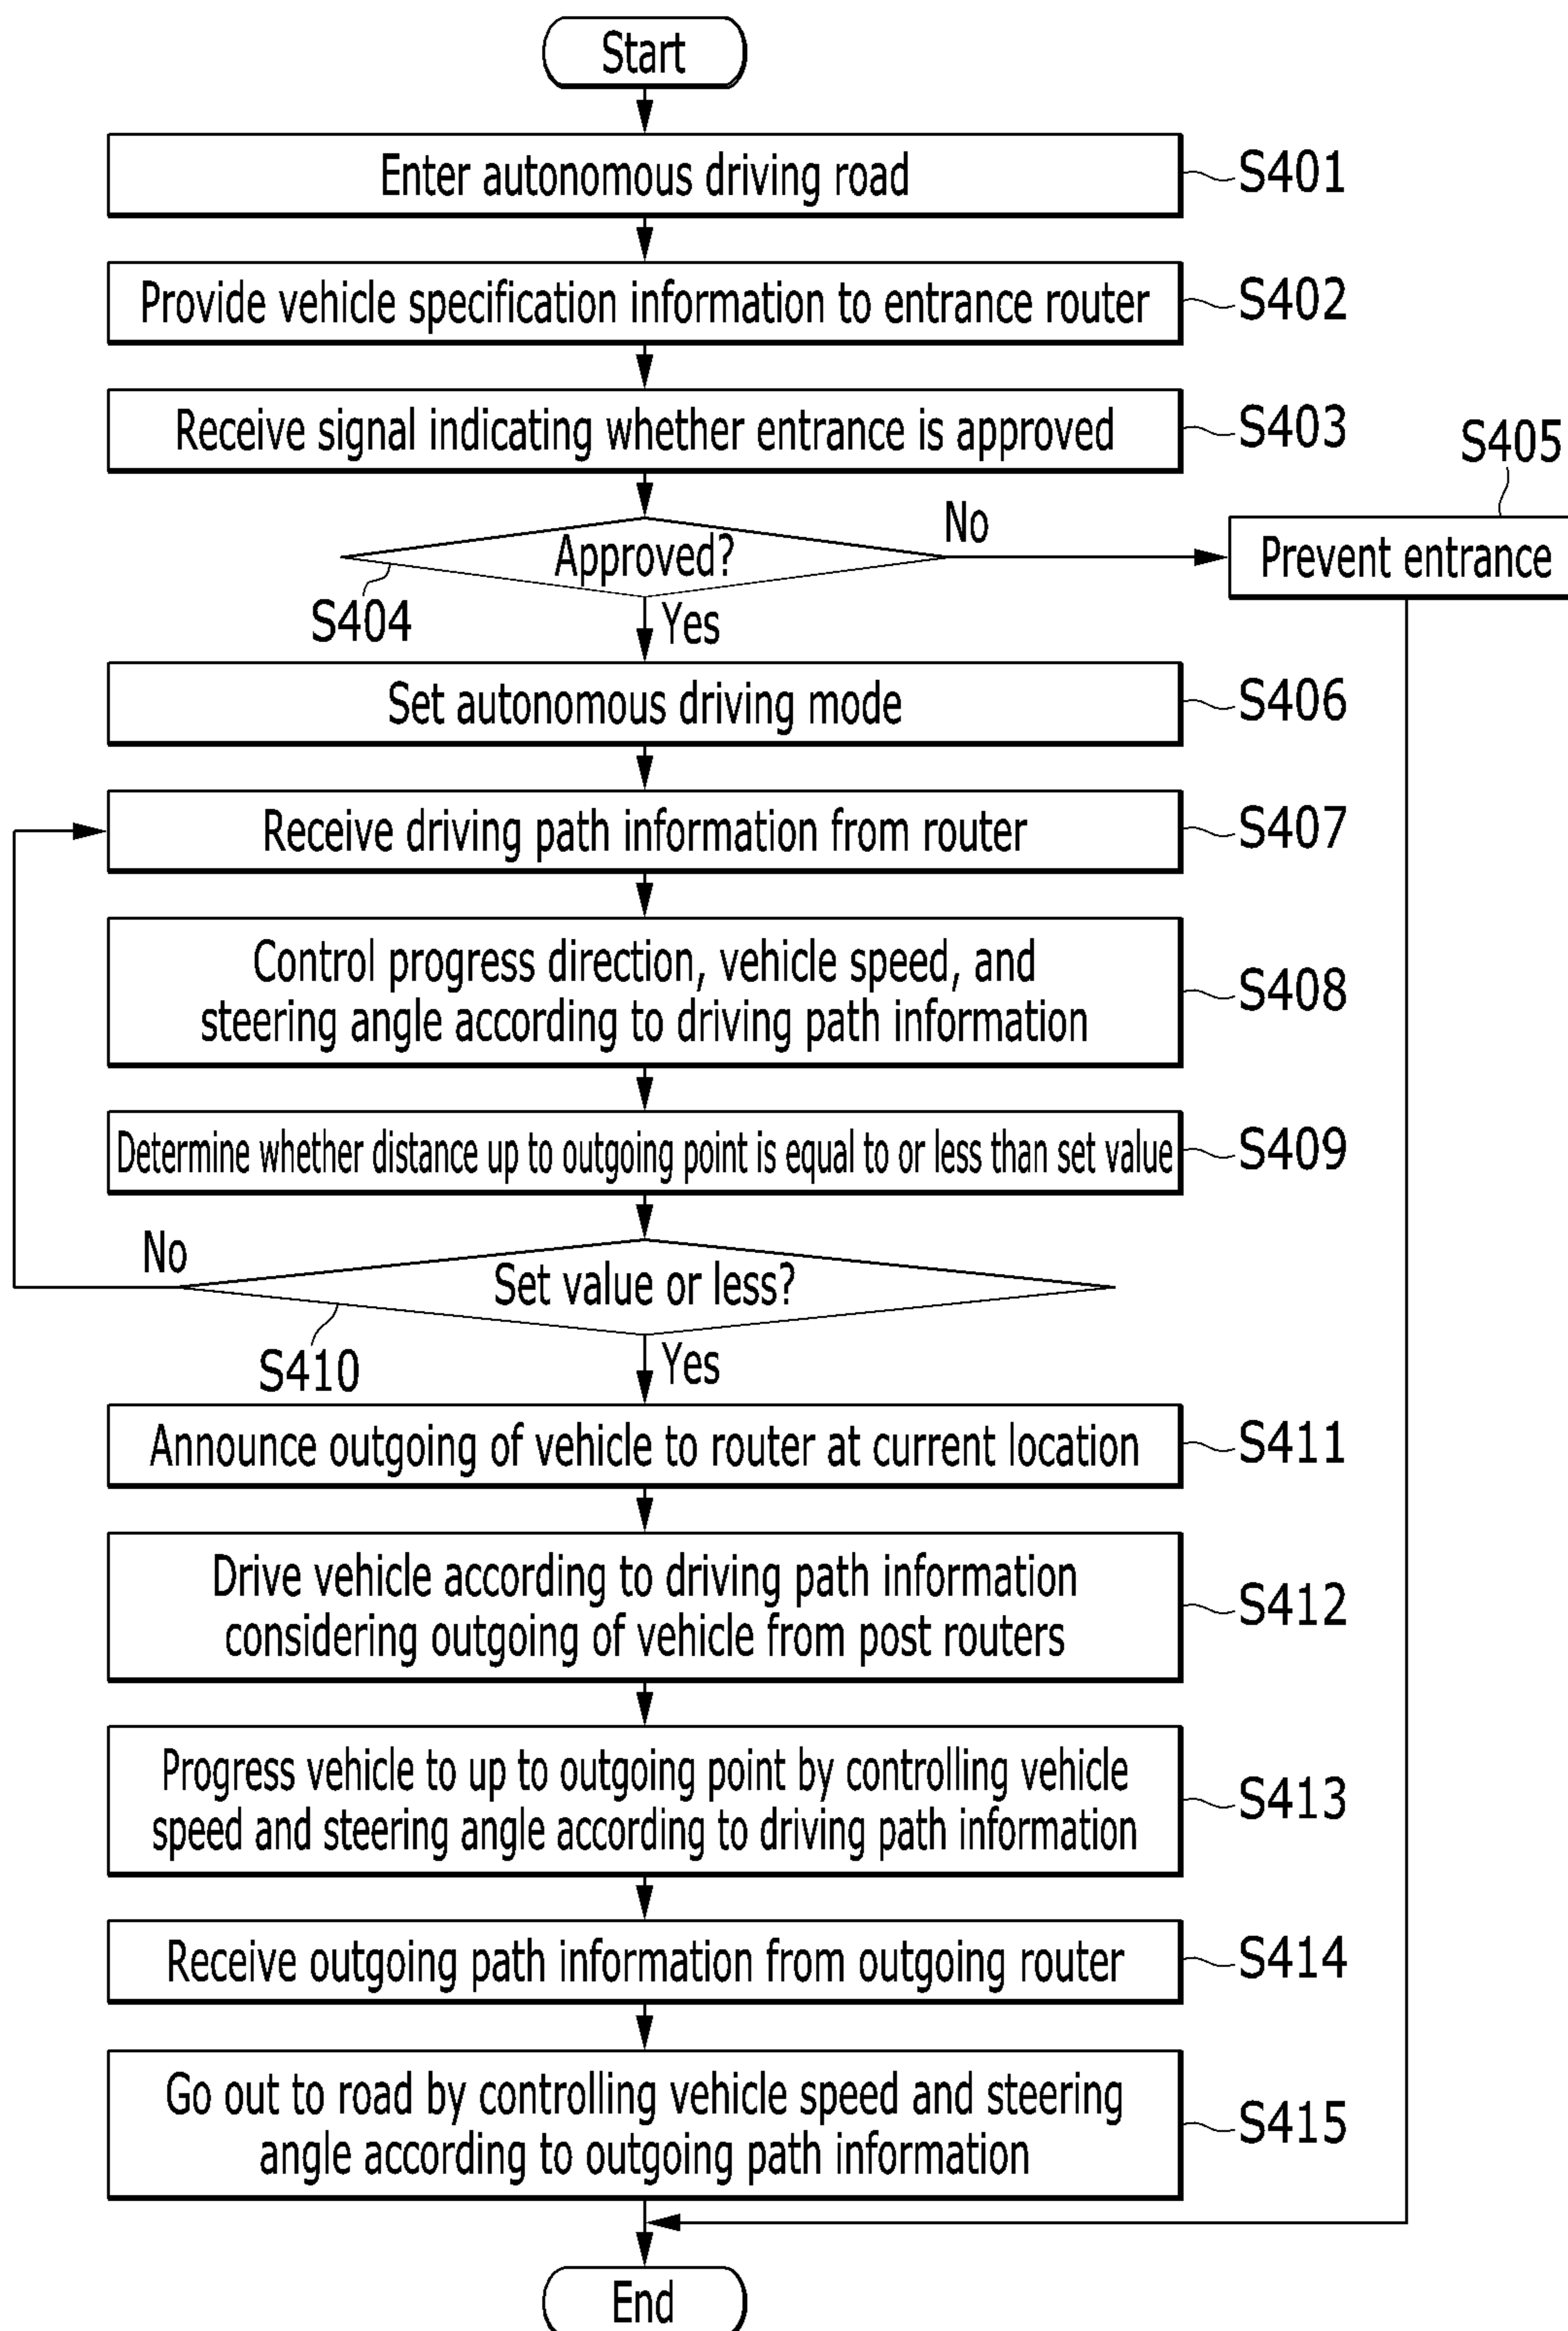 Start
Enter autonomous driving road
S401
Provide vehicle specification information to entrance router
S402
Receive signal indicating whether entrance is approved
S403
S405
Approved?
No
Prevent entrance
S404
Yes
Set autonomous driving mode
S406
Receive driving path information from router
S407
Control progress direction, vehicle speed, and
steering angle according to driving path information
S408
Determine whether distance up to outgoing point is equal to or less than set value
S409
No
Set value or less?
S410
Yes
Announce outgoing of vehicle to router at current location
S411
Drive vehicle according to driving path information
considering outgoing of vehicle from post routers
S412
Progress vehicle to up to outgoing point by controlling vehicle
speed and steering angle according to driving path information
S413
Receive outgoing path information from outgoing router
S414
Go out to road by controlling vehicle speed and steering
angle according to outgoing path information
S415
End